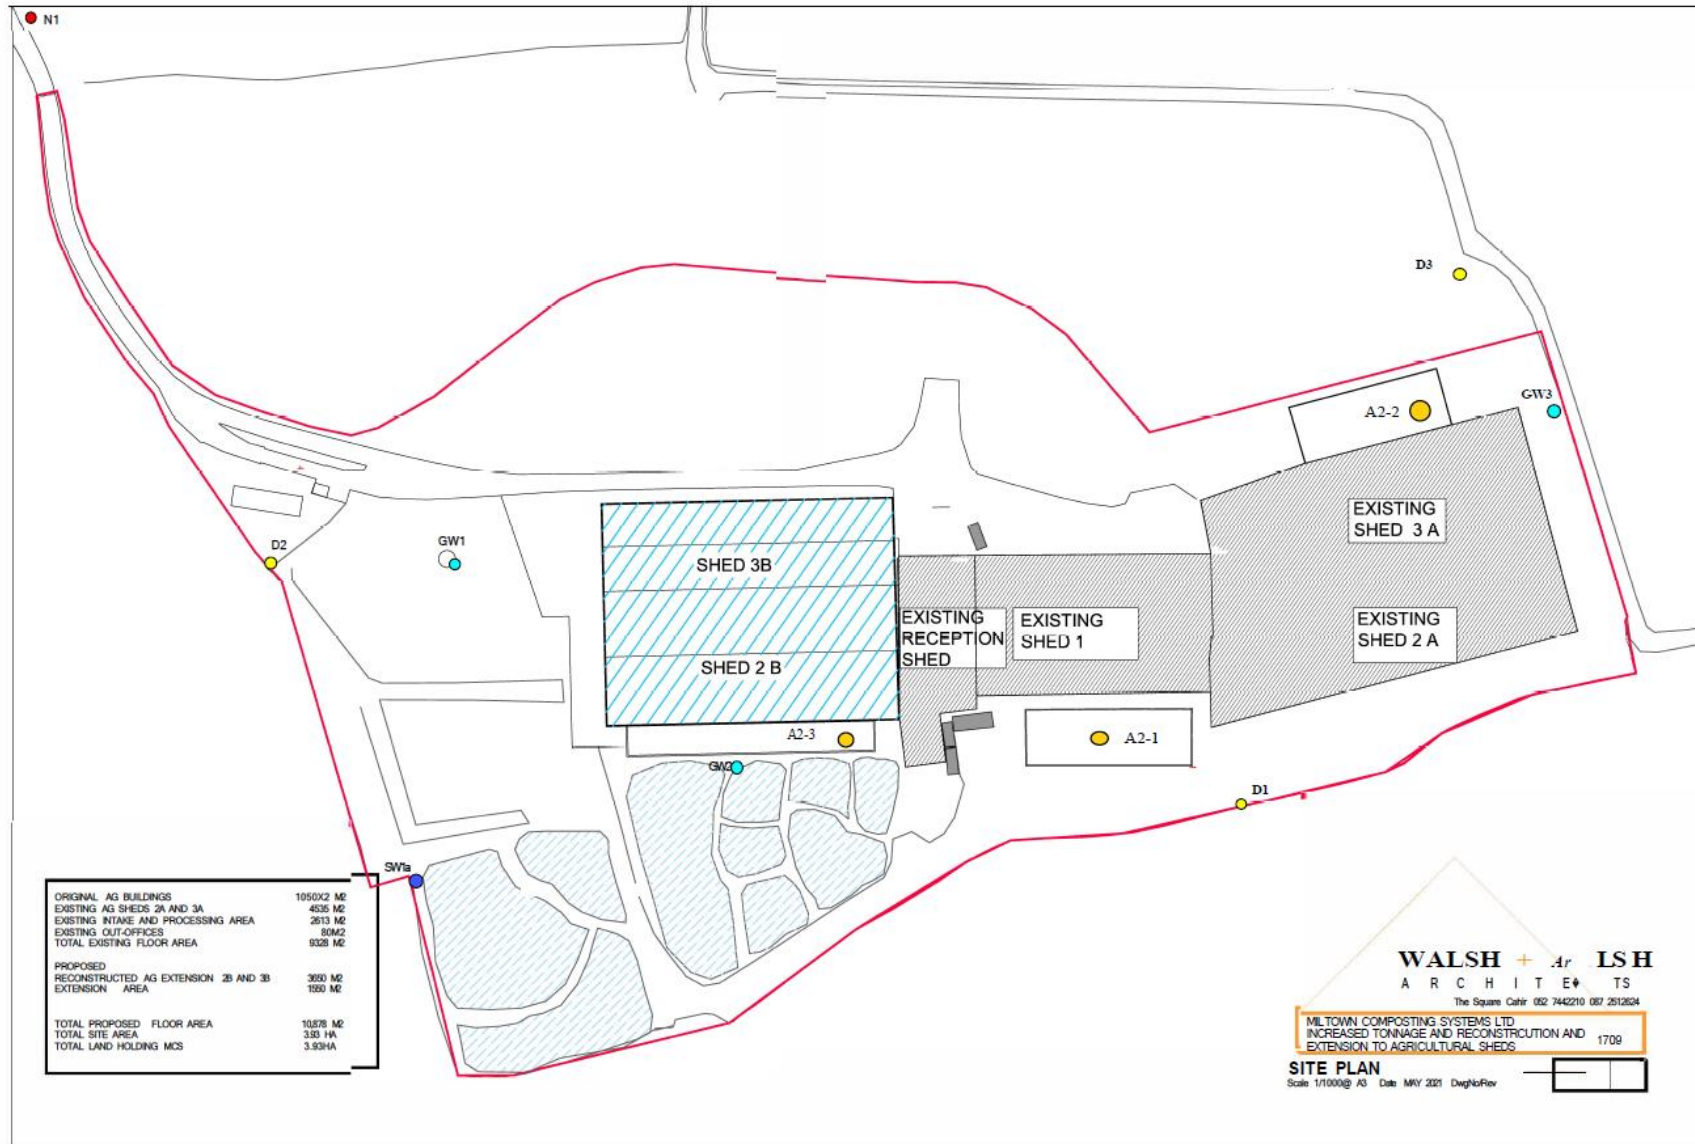 N1
D3
GW3
A2-2
EXISTING
SHED 3 A
D2
GW1
SHED 3B
EXISTING
RECEPTION
SHED
EXISTING
SHED 1
EXISTING
SHED 2 A
SHED 2 B
A2-3
A2-1
GW2
D1
SW1a
ORIGINAL AG BUILDINGS 1050X2 M2
EXISTING AG SHEDS 2A AND 3A 4535 M2
EXISTING INTAKE AND PROCESSING AREA 2613 M2
EXISTING OUT-OFFICES 80M2
TOTAL EXISTING FLOOR AREA 9328 M2
PROPOSED
RECONSTRUCTED AG EXTENSION 2B AND 3B 3650 M2
EXTENSION AREA 1550 M2
TOTAL PROPOSED FLOOR AREA 10,878 M2
TOTAL SITE AREA 3.93 HA
TOTAL LAND HOLDING MCS 3.93HA
WALSH + Ar LSH
ARCHITE TS
The Square Cahir 052 7442210 087 2512624
MILTOWN COMPOSTING SYSTEMS LTD
INCREASED TONNAGE AND RECONSTRCUTION AND
EXTENSION TO AGRICULTURAL SHEDS
1709
SITE PLAN
Scale 1/1000@ A3 Date MAY 2021 DwgNo/Rev